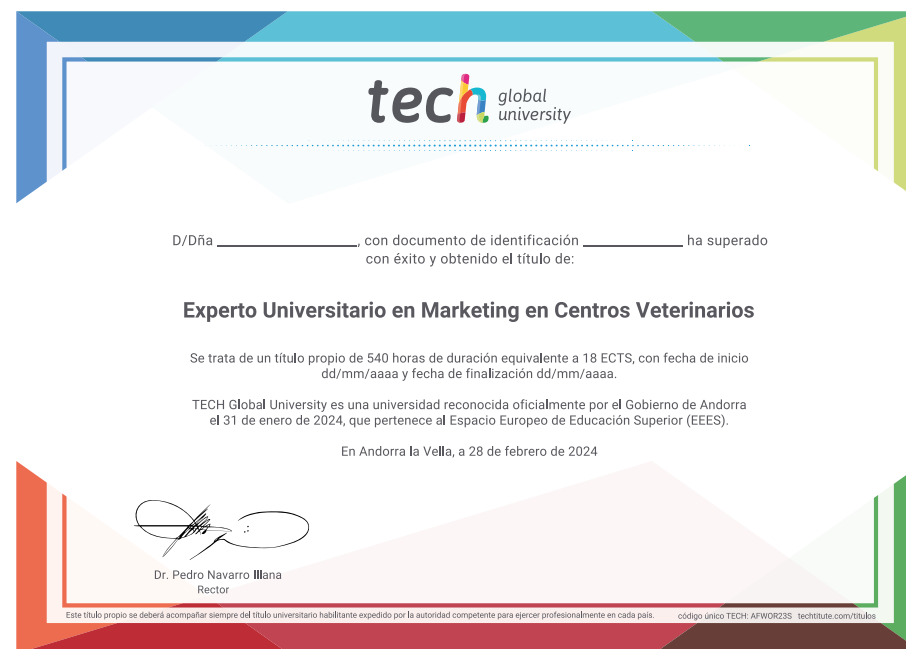 tech global university
D/Dña ____________________, con documento de identificación ______________ ha superado
con éxito y obtenido el título de:
Experto Universitario en Marketing en Centros Veterinarios
Se trata de un título propio de 540 horas de duración equivalente a 18 ECTS, con fecha de inicio
dd/mm/aaaa y fecha de finalización dd/mm/aaaa.
TECH Global University es una universidad reconocida oficialmente por el Gobierno de Andorra
el 31 de enero de 2024, que pertenece al Espacio Europeo de Educación Superior (EEES).
En Andorra la Vella, a 28 de febrero de 2024
Dr. Pedro Navarro Illana
Rector
Este título propio se deberá acompañar siempre del título universitario habilitante expedido por la autoridad competente para ejercer profesionalmente en cada país. código único TECH: AFWOR23S techtitute.com/titulos